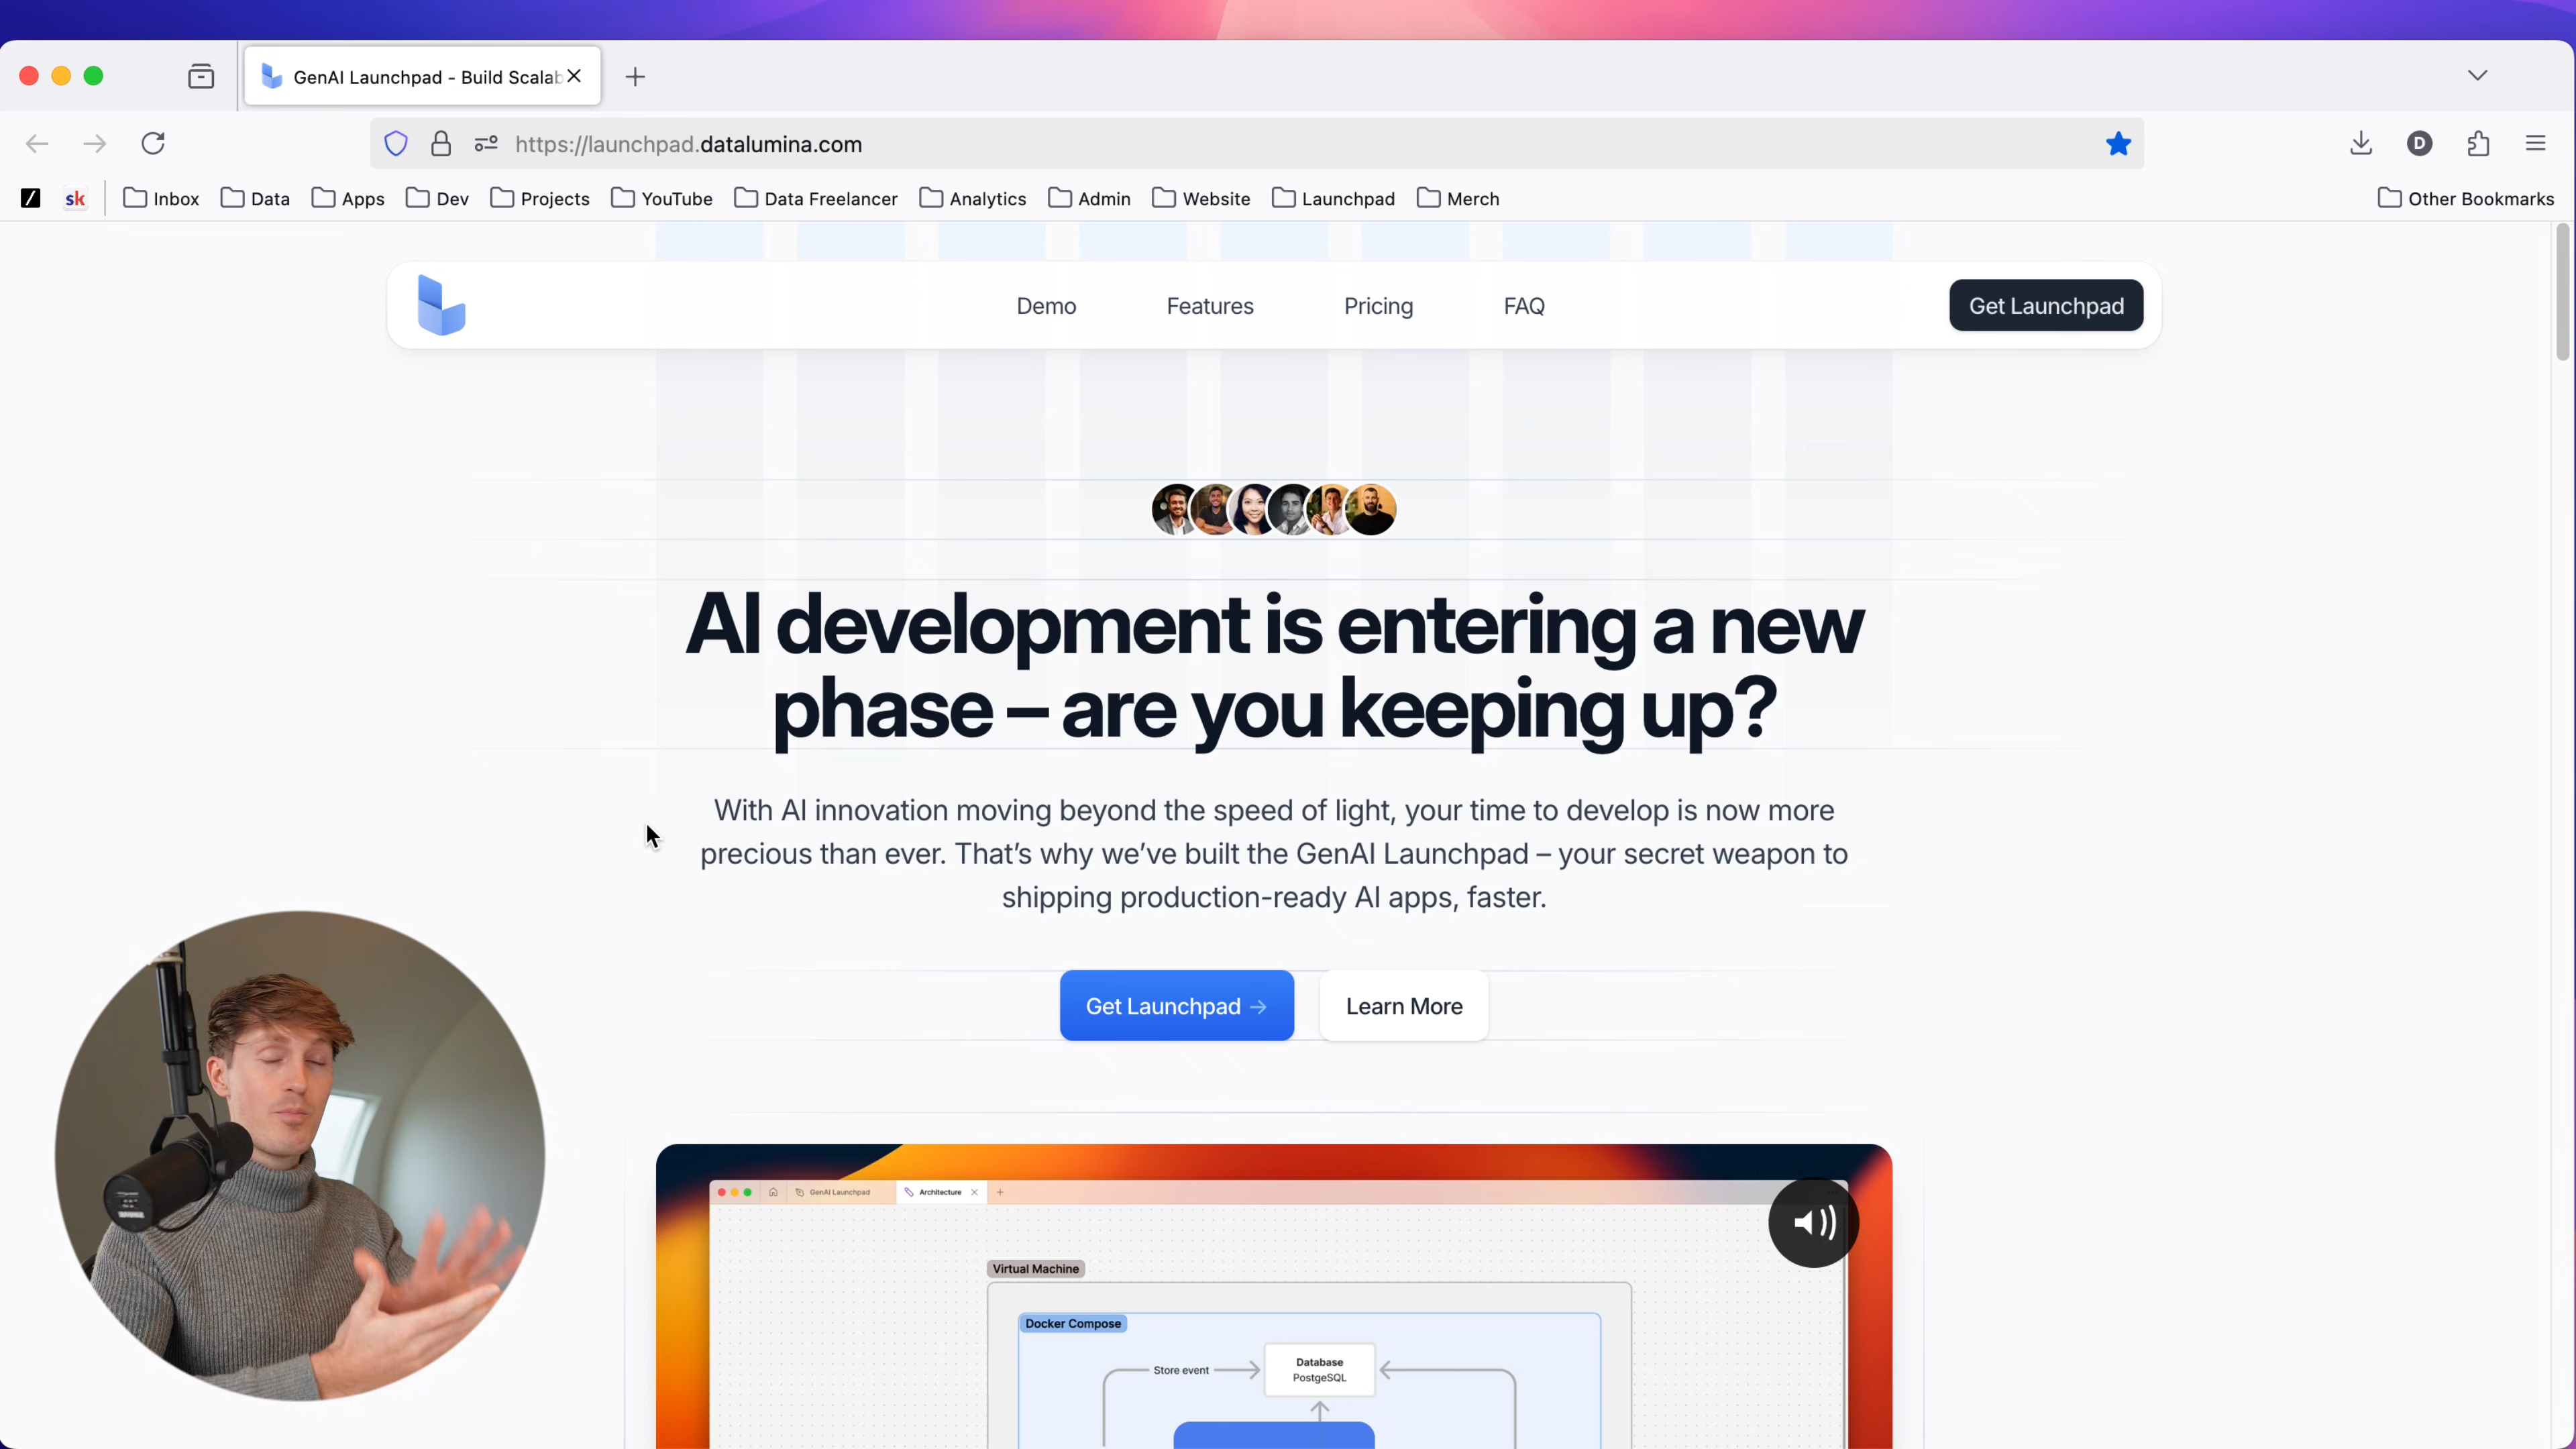 GenAI Launchpad - Build Scalab
https://launchpad.datalumina.com
D
sk
Inbox
Data
Apps
Dev
Projects
YouTube
Data Freelancer
Analytics
Admin
Website
Launchpad
Merch
Other Bookmarks
Demo
Features
Pricing
FAQ
Get Launchpad
AI development is entering a new
phase – are you keeping up?
With AI innovation moving beyond the speed of light, your time to develop is now more
precious than ever. That’s why we’ve built the GenAI Launchpad – your secret weapon to
shipping production-ready AI apps, faster.
Get Launchpad →
Learn More
GenAI Launchpad
Architecture
Virtual Machine
Docker Compose
Store event
Database
PostgeSQL